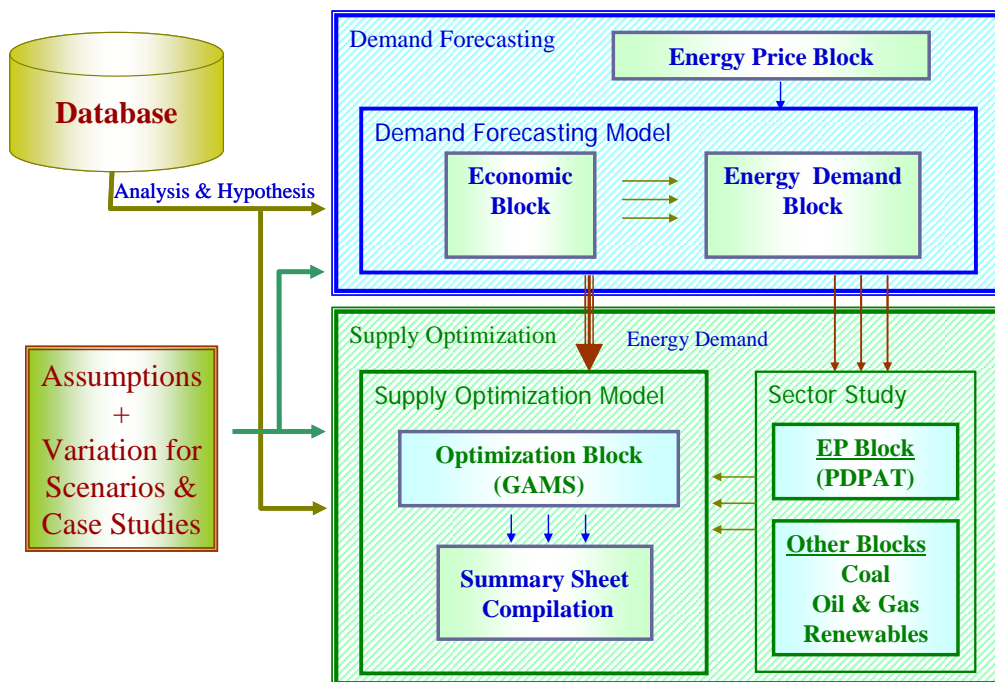 Database
Analysis & Hypothesis
Assumptions
+
Variation for
Scenarios &
Case Studies
Demand Forecasting
Energy Price Block
Demand Forecasting Model
Economic
Block
Energy Demand
Block
Supply Optimization
Energy Demand
Supply Optimization Model
Optimization Block
(GAMS)
Summary Sheet
Compilation
Sector Study
EP Block
(PDPAT)
Other Blocks
Coal
Oil & Gas
Renewables